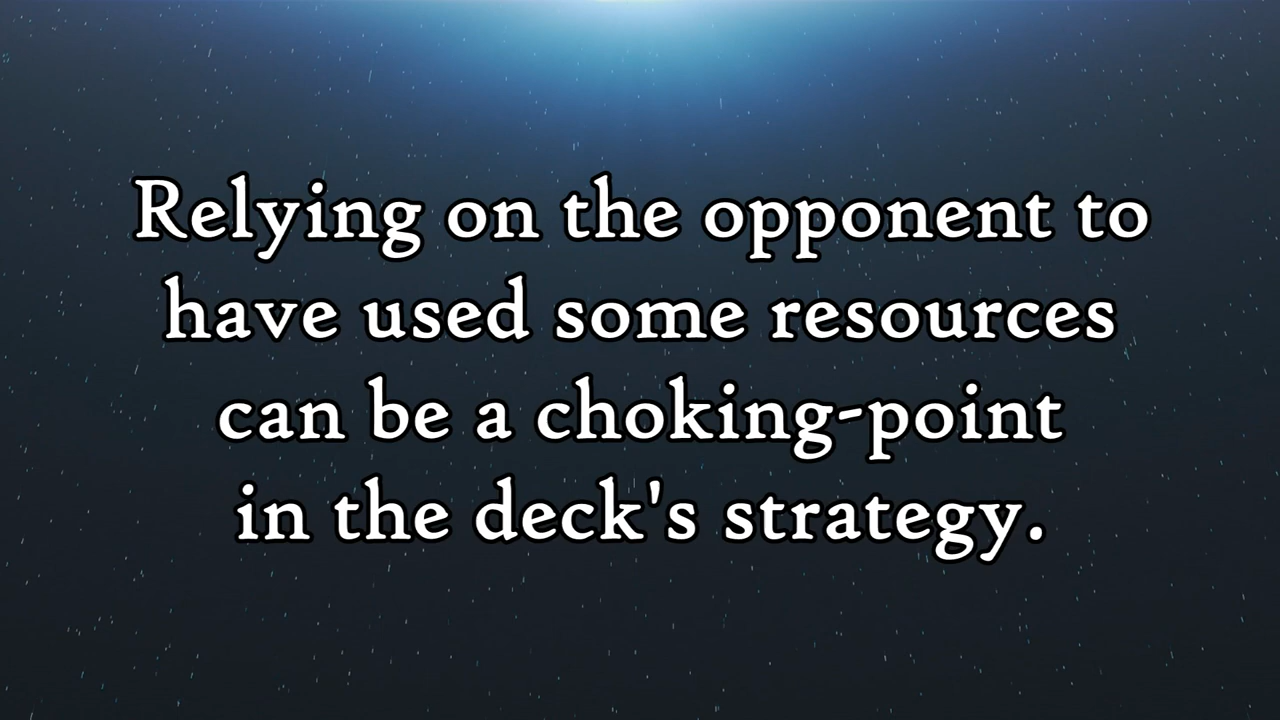 Relying on the opponent to
have used some resources
can be a choking-point
in the deck's strategy.